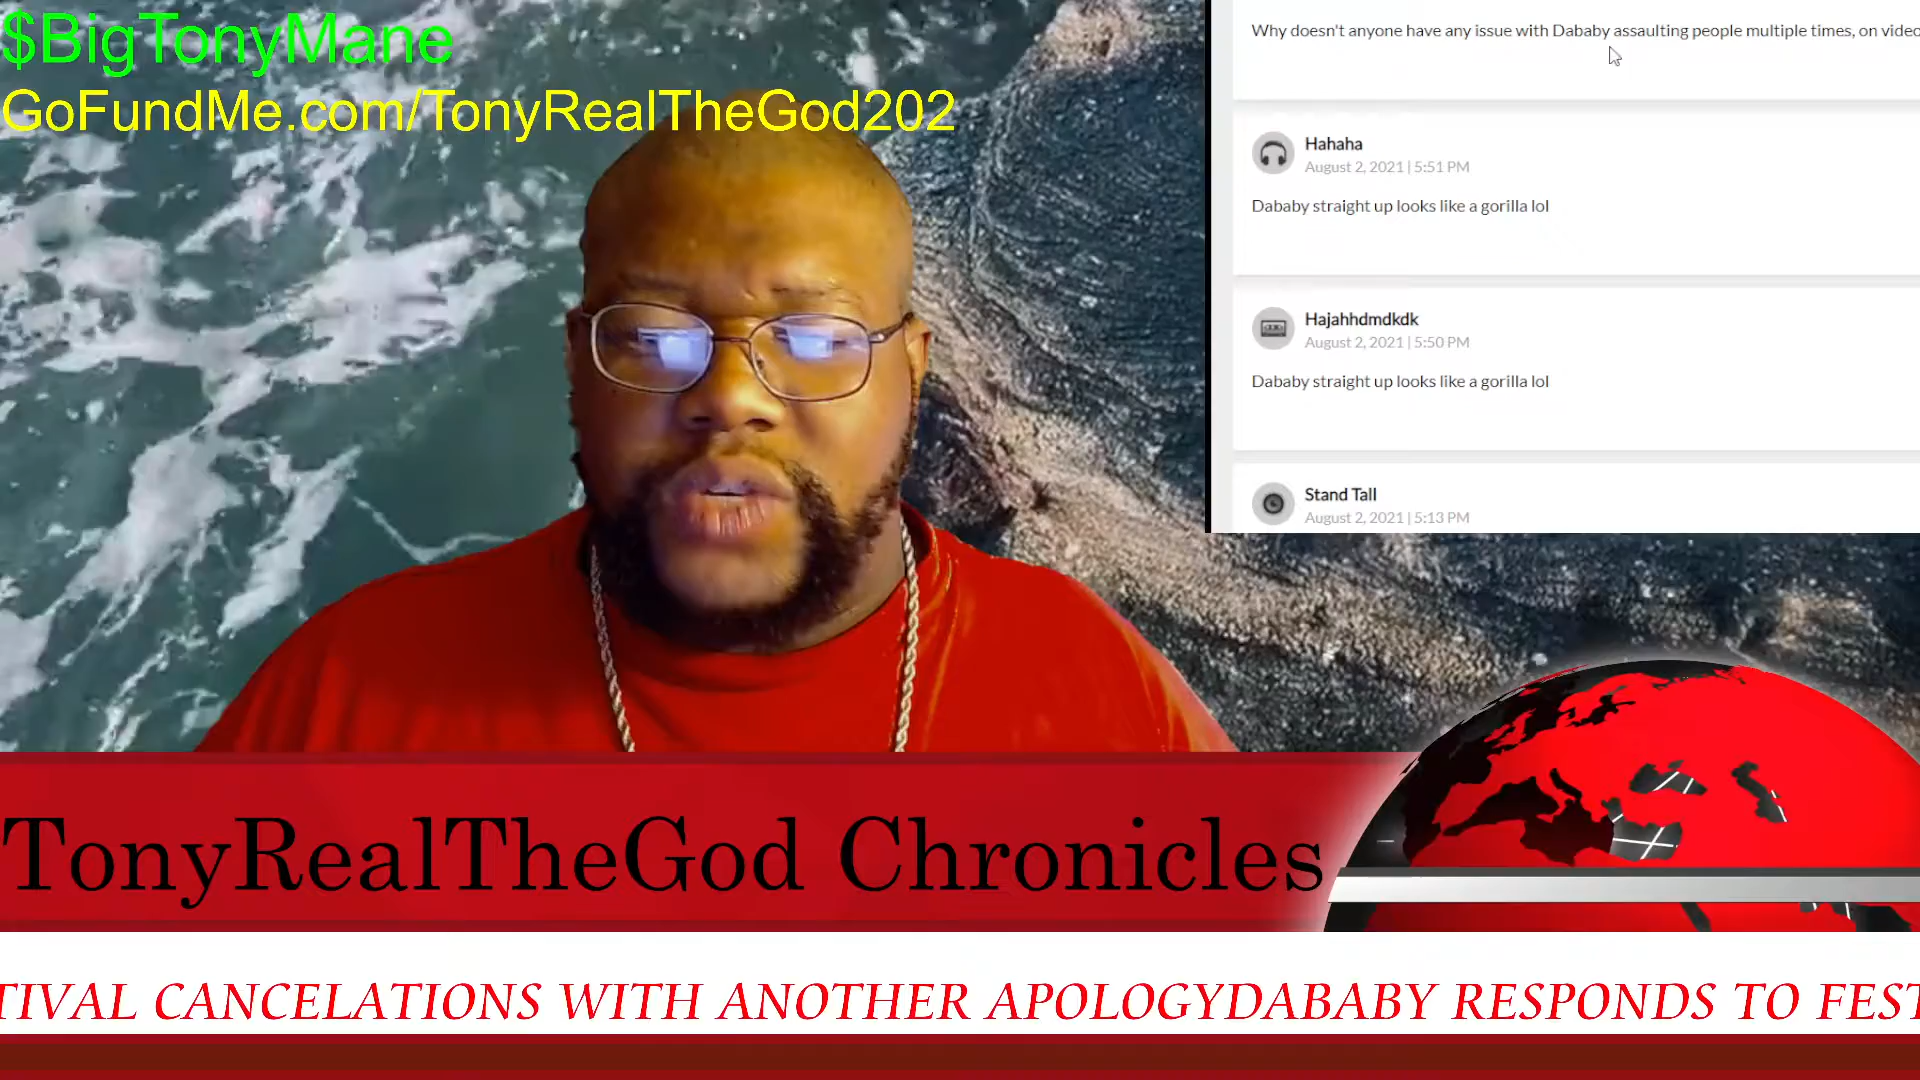 $BigTonyMane
GoFundMe.com/TonyRealTheGod202
Why doesn't anyone have any issue with Dababy assaulting people multiple times, on video
Hahaha
August 2, 2021 | 5:51 PM
Dababy straight up looks like a gorilla lol
Hajahhdmdkdk
August 2, 2021 | 5:50 PM
Dababy straight up looks like a gorilla lol
Stand Tall
August 2, 2021 | 5:13 PM
TonyRealTheGod Chronicles
TIVAL CANCELATIONS WITH ANOTHER APOLOGYDABABY RESPONDS TO FEST